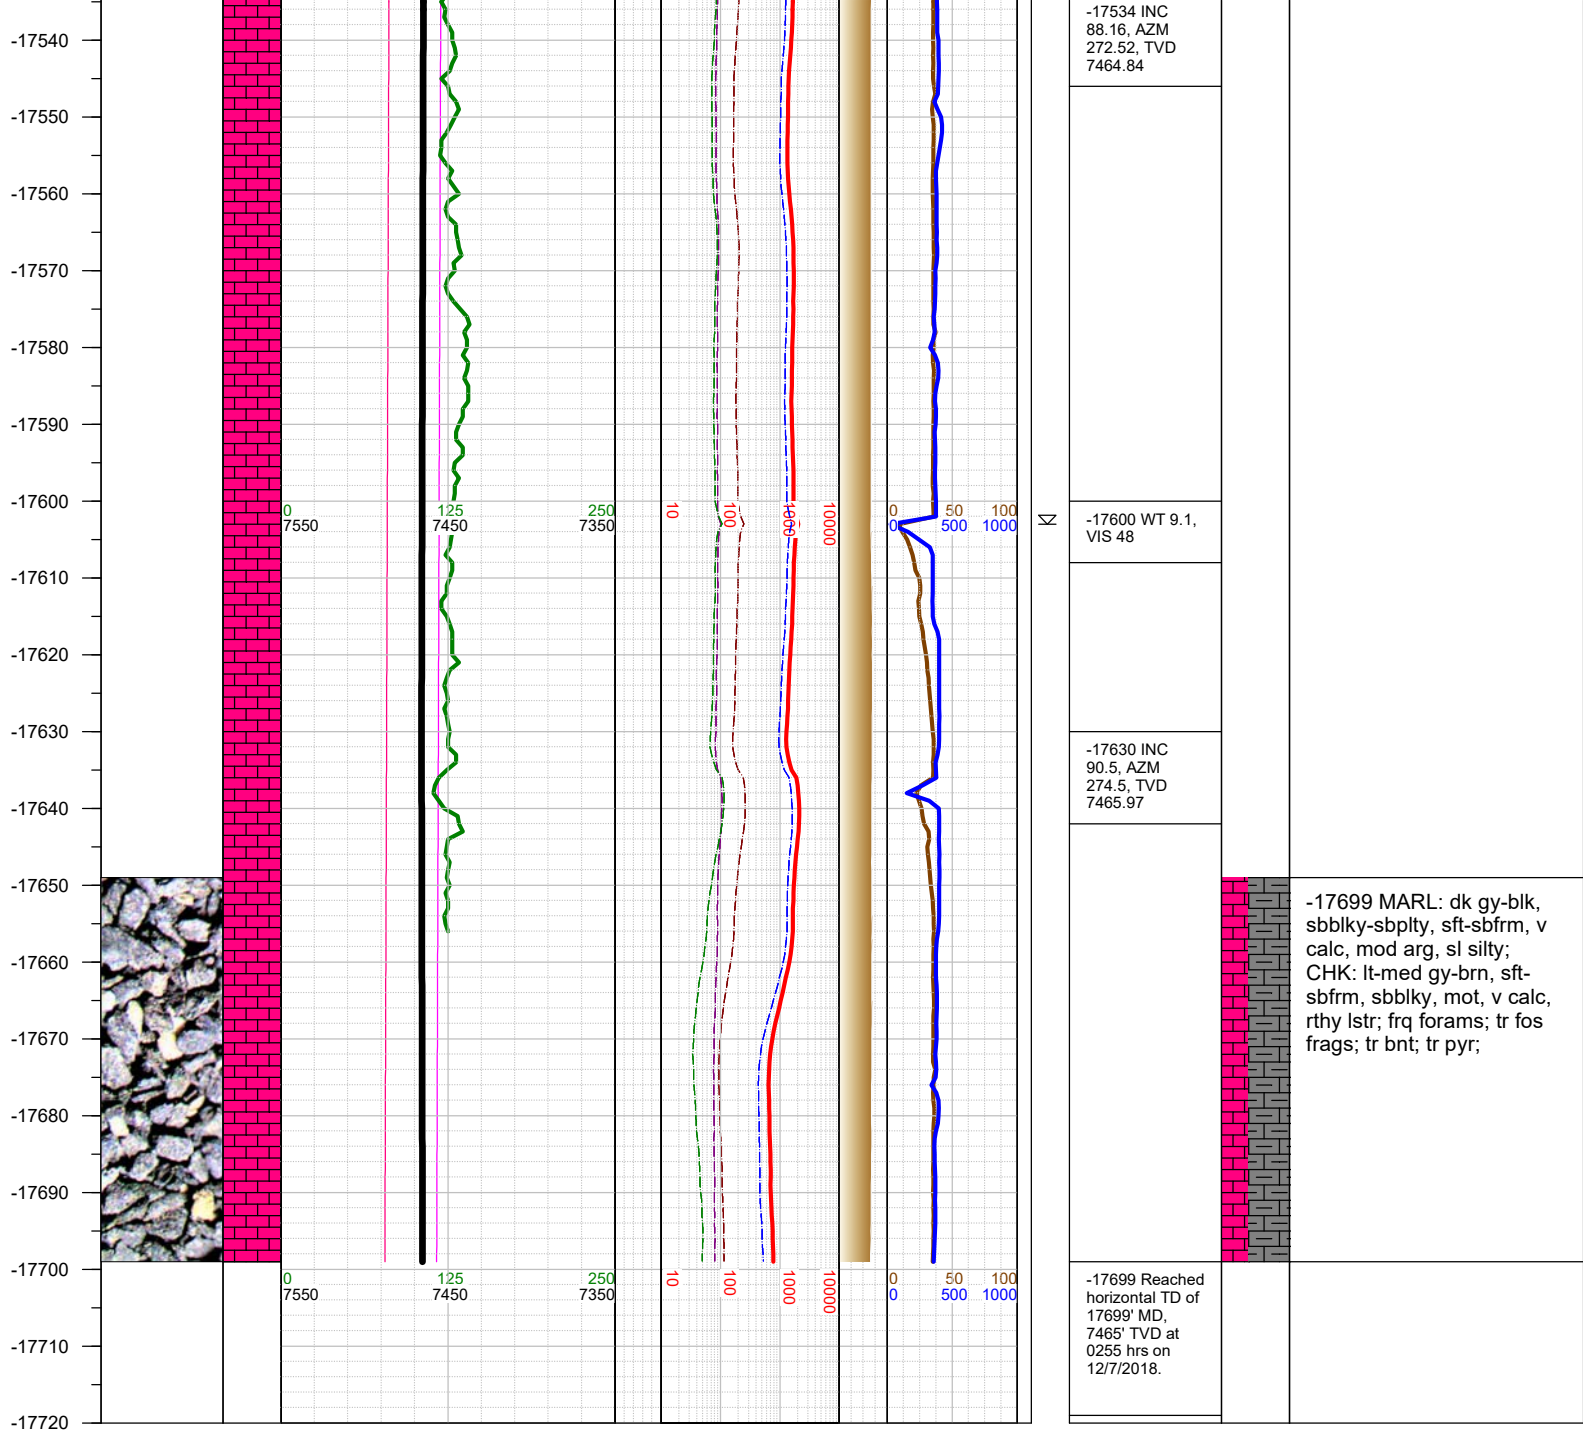 -17534 INC
88.16, AZM
272.52, TVD
7464.84
-17540
-17550
-17560
-17570
-17580
-17590
-17600
0 125 250
7550 7450 7350
10 100 1000 10000
0 50 100
0 500 1000
-17600 WT 9.1,
VIS 48
-17610
-17620
-17630
-17630 INC
90.5, AZM
274.5, TVD
7465.97
-17640
-17650
-17699 MARL: dk gy-blk,
sbblky-sbplty, sft-sbfrm, v
calc, mod arg, sl silty;
CHK: lt-med gy-brn, sft-
sbfrm, sbblky, mot, v calc,
rthy lstr; frq forams; tr fos
frags; tr bnt; tr pyr;
-17660
-17670
-17680
-17690
-17700
0 125 250
7550 7450 7350
10 100 1000 10000
0 50 100
0 500 1000
-17699 Reached
horizontal TD of
17699' MD,
7465' TVD at
0255 hrs on
12/7/2018.
-17710
-17720